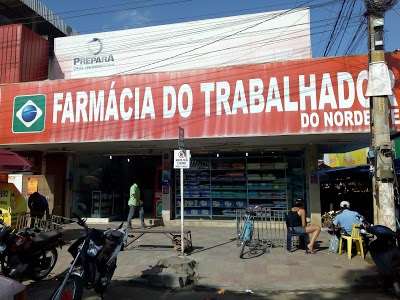 PREPARA
FARMÁCIA DO TRABALHADOR
DO NORDESTE